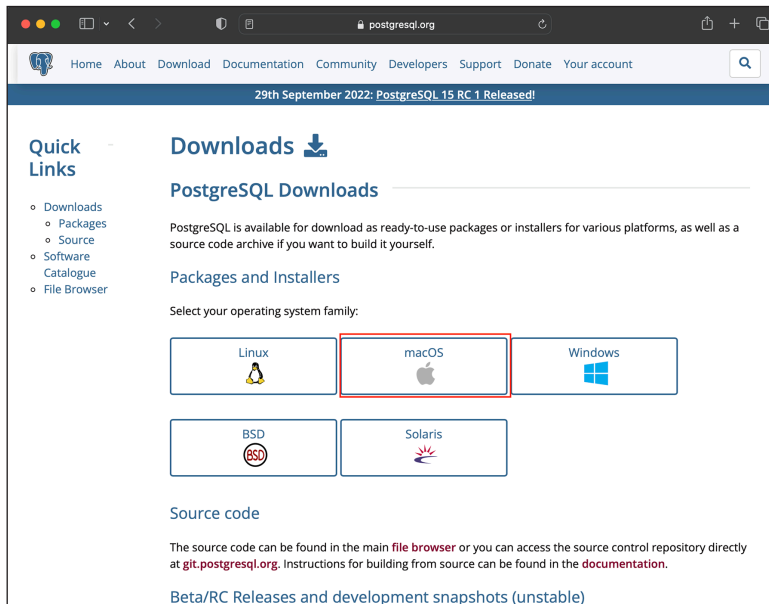 postgresql.org
Home About Download Documentation Community Developers Support Donate Your account
29th September 2022: PostgreSQL 15 RC 1 Released!
Quick
Links
Downloads
Packages
Source
Software
Catalogue
File Browser
Downloads
PostgreSQL Downloads
PostgreSQL is available for download as ready-to-use packages or installers for various platforms, as well as a
source code archive if you want to build it yourself.
Packages and Installers
Select your operating system family:
Linux
macOS
Windows
BSD
BSD
Solaris
Source code
The source code can be found in the main file browser or you can access the source control repository directly
at git.postgresql.org. Instructions for building from source can be found in the documentation.
Beta/RC Releases and development snapshots (unstable)